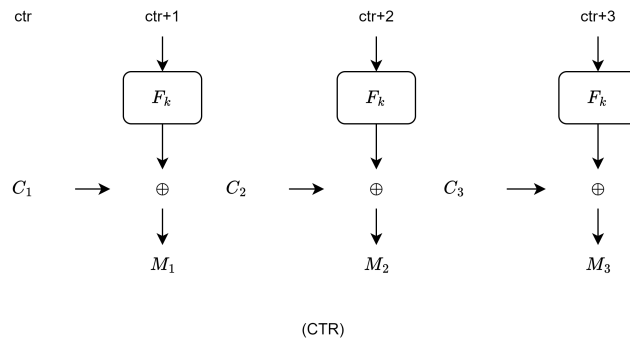 ctr ctr+1 ctr+2 ctr+3
F_k F_k F_k
C_1 ⊕ C_2 ⊕ C_3 ⊕
M_1 M_2 M_3
(CTR)